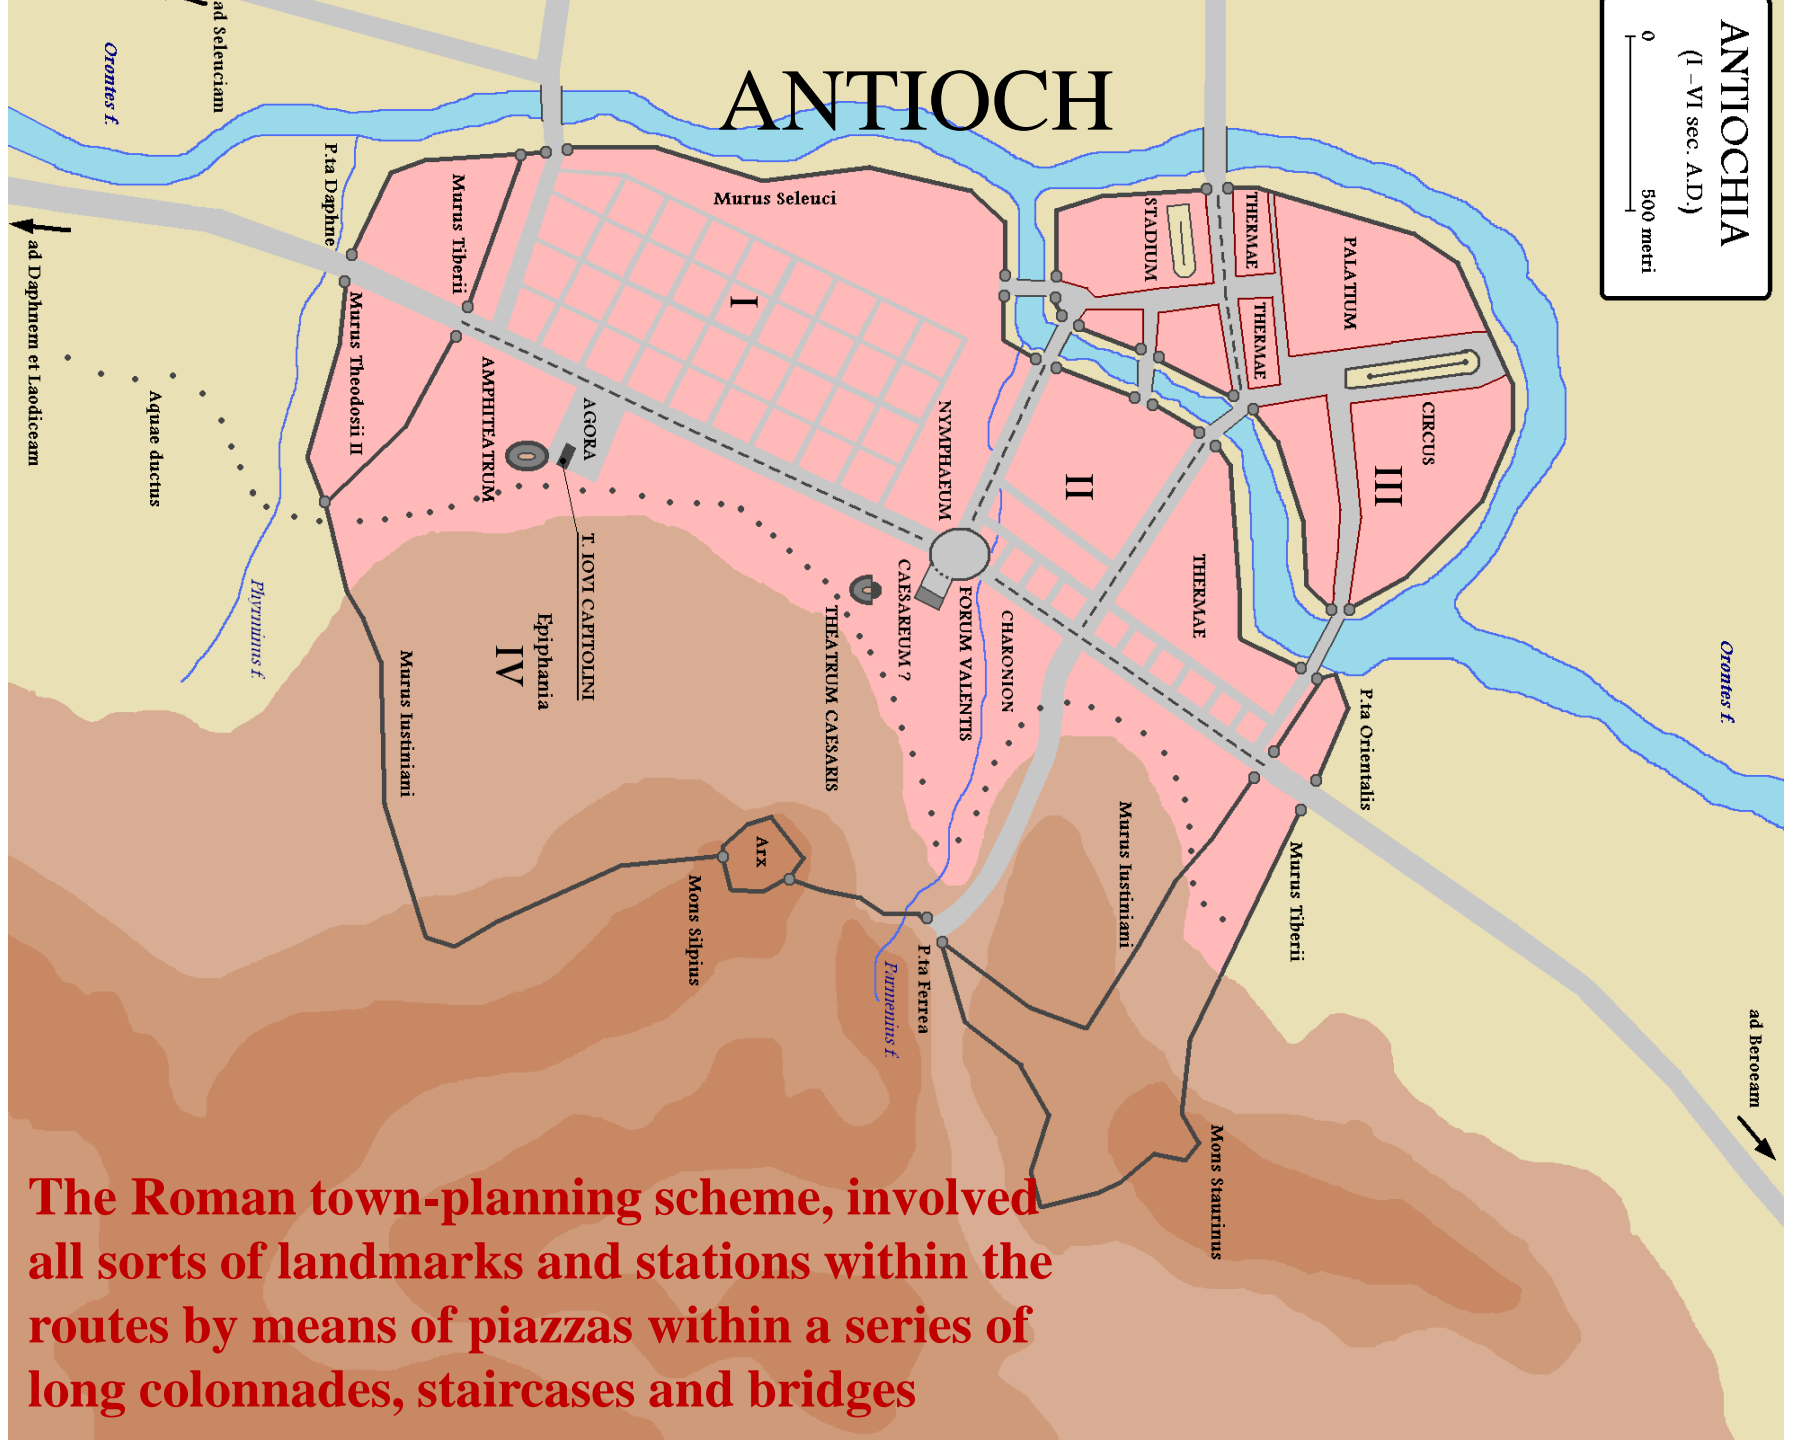 ANTIOCH
ANTIOCHIA
(I – VI sec. A.D.)
0
500 metri
ad Seleuciam
Orontes f.
P.ta Daphne
Murus Tiberii
Murus Seleuci
STADIUM
THERMAE
PALATIUM
THERMAE
I
ad Daphnem et Laodiceam
Murus Theodosii II
Aquae ductus
AMPHITEATRUM
AGORA
NYMPHAEUM
II
CIRCUS
III
T. IOVI CAPITOLINI
Phyrminus f.
Epiphania
IV
THEATRUM CAESARIS
CAESAREUM ?
FORUM VALENTIS
CHARONION
THERMAE
Orontes f.
P.ta Orientalis
Murus Iustiniani
Arx
Mons Silpius
Murus Iustiniani
Murus Tiberii
P.ta Ferrea
Parmenius f.
ad Beroeam
Mons Staurinus
The Roman town-planning scheme, involved
all sorts of landmarks and stations within the
routes by means of piazzas within a series of
long colonnades, staircases and bridges